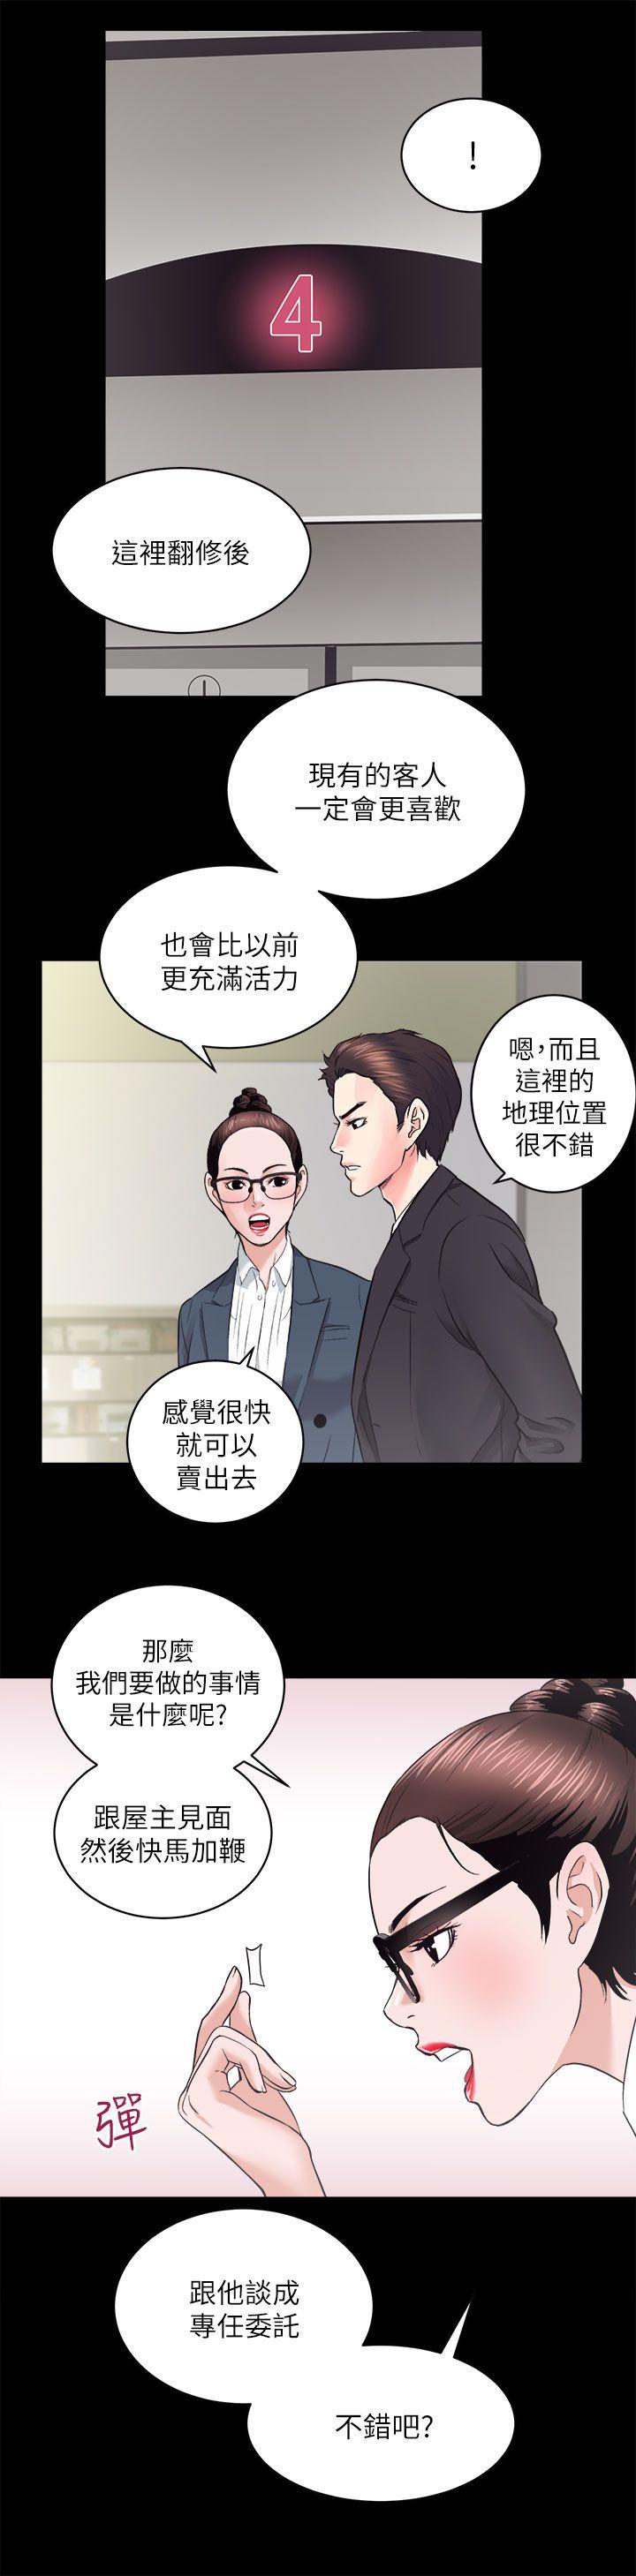 !
4
這裡翻修後
現有的客人
一定會更喜歡
也會比以前
更充滿活力
嗯,而且
這裡的
地理位置
很不錯
感覺很快
就可以
賣出去
那麼
我們要做的事情
是什麼呢?
跟屋主見面
然後快馬加鞭
彈
跟他談成
專任委託
不錯吧?